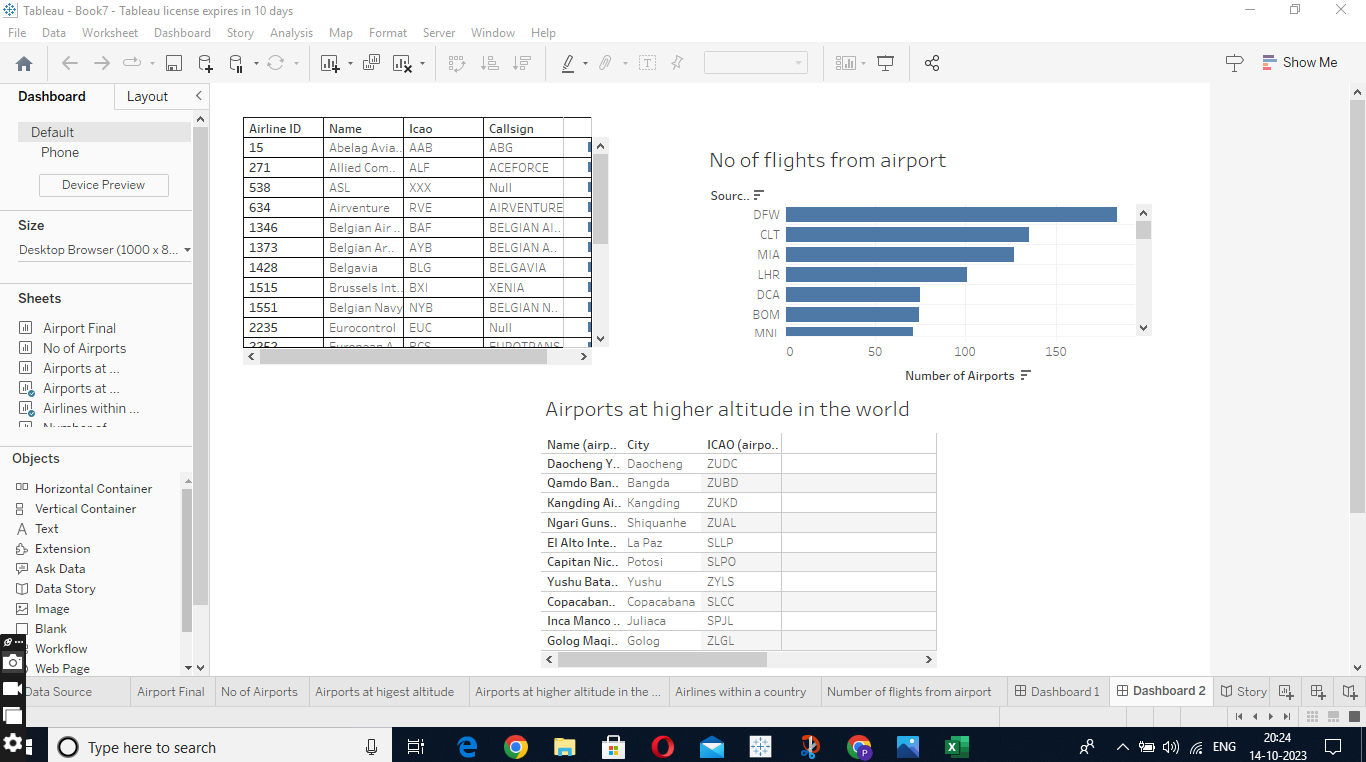 Tableau - Book7 - Tableau license expires in 10 days
File Data Worksheet Dashboard Story Analysis Map Format Server Window Help
Show Me
Dashboard Layout
Default
Phone
Device Preview
Size
Desktop Browser (1000 x 8...
Sheets
Airport Final
No of Airports
Airports at ...
Airports at ...
Airlines within ...
Number of
Objects
Horizontal Container
Vertical Container
Text
Extension
Ask Data
Data Story
Image
Blank
Workflow
Web Page
Airline ID Name Icao Callsign
15 Abelag Avia.. AAB ABG
271 Allied Com.. ALF ACEFORCE
538 ASL XXX Null
634 Airventure RVE AIRVENTURE
1346 Belgian Air .. BAF BELGIAN AI..
1373 Belgian Ar.. AYB BELGIAN A..
1428 Belgavia BLG BELGAVIA
1515 Brussels Int.. BXI XENIA
1551 Belgian Navy NYB BELGIAN N..
2235 Eurocontrol EUC Null
No of flights from airport
Sourc..
DFW
CLT
MIA
LHR
DCA
BOM
MNL
0 50 100 150
Number of Airports
Airports at higher altitude in the world
Name (airp.. City ICAO (airpo..
Daocheng Y.. Daocheng ZUDC
Qamdo Ban.. Bangda ZUBD
Kangding Ai.. Kangding ZUKD
Ngari Guns.. Shiquanhe ZUAL
El Alto Inte.. La Paz SLLP
Capitan Nic.. Potosi SLPO
Yushu Bata.. Yushu ZYLS
Copacaban.. Copacabana SLCC
Inca Manco .. Juliaca SPJL
Golog Maqi.. Golog ZLGL
Data Source Airport Final No of Airports Airports at higest altitude Airports at higher altitude in the ... Airlines within a country Number of flights from airport Dashboard 1 Dashboard 2 Story
Type here to search
ENG
20:24
14-10-2023